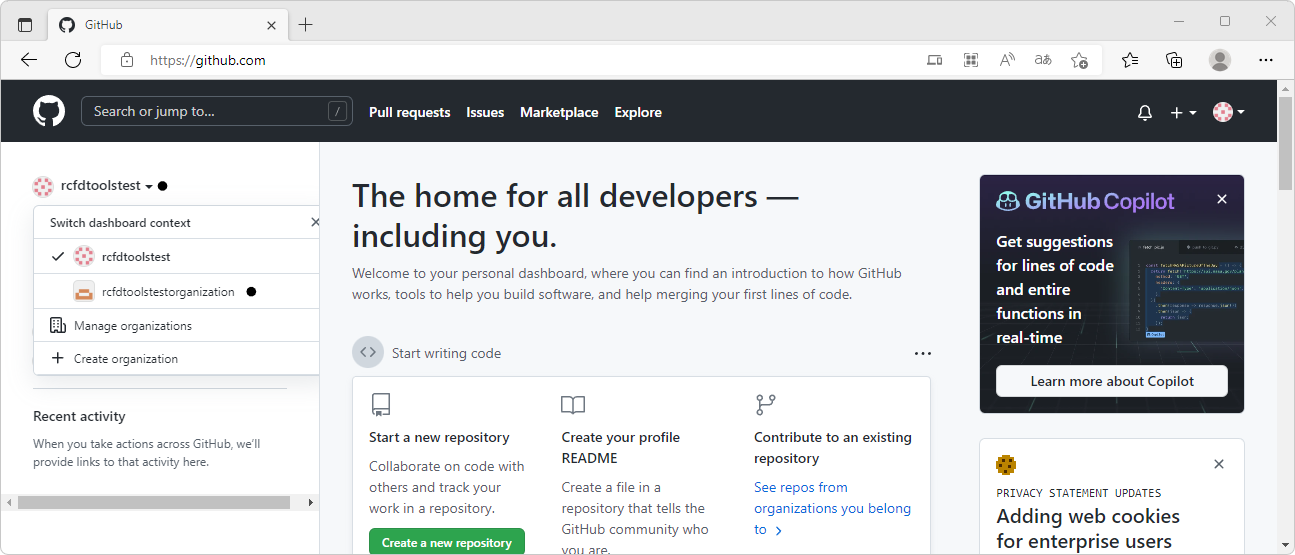 GitHub
https://github.com
Search or jump to...
/
Pull requests
Issues
Marketplace
Explore
rcfdtoolstest
Switch dashboard context
rcfdtoolstest
rcfdtoolstestorganization
Manage organizations
Create organization
Recent activity
When you take actions across GitHub, we'll
provide links to that activity here.
The home for all developers —
including you.
Welcome to your personal dashboard, where you can find an introduction to how GitHub
works, tools to help you build software, and help merging your first lines of code.
Start writing code
Start a new repository
Collaborate on code with
others and track your
work in a repository.
Create a new repository
Create your profile
README
Create a file in a
repository that tells the
GitHub community who
you are.
Contribute to an existing
repository
See repos from
organizations you belong
to
GitHub Copilot
Get suggestions
for lines of code
and entire
functions in
real-time
Learn more about Copilot
PRIVACY STATEMENT UPDATES
Adding web cookies
for enterprise users